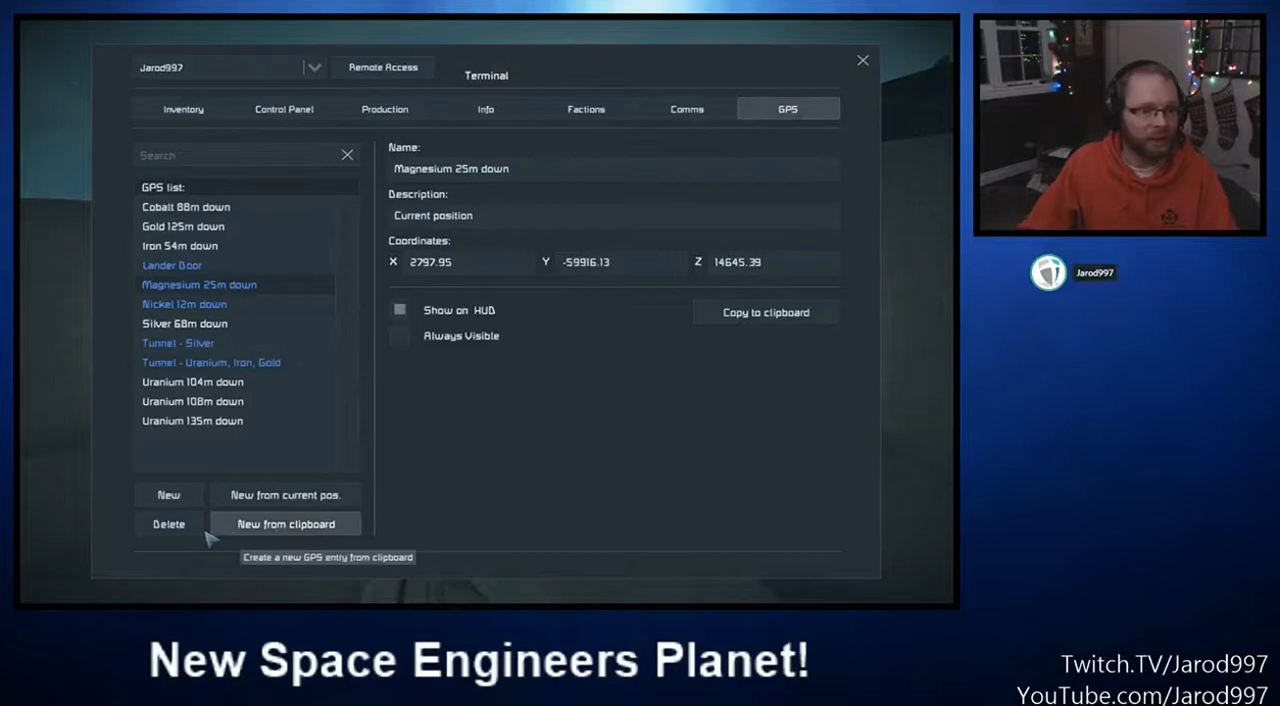 Jarod997
Remote Access
Terminal
Inventory
Control Panel
Production
Info
Factions
Comms
GPS
Search
GPS list:
Cobalt 88m down
Gold 125m down
Iron 54m down
Lander Door
Magnesium 25m down
Nickel 12m down
Silver 68m down
Tunnel - Silver
Tunnel - Uranium, Iron, Gold
Uranium 104m down
Uranium 108m down
Uranium 135m down
New
New from current pos.
Delete
New from clipboard
Create a new GPS entry from clipboard
Name:
Magnesium 25m down
Description:
Current position
Coordinates:
X 2797.95 Y -59916.13 Z 14645.39
Show on HUD
Copy to clipboard
Always Visible
Jarod997
New Space Engineers Planet!
Twitch.TV/Jarod997
YouTube.com/Jarod997